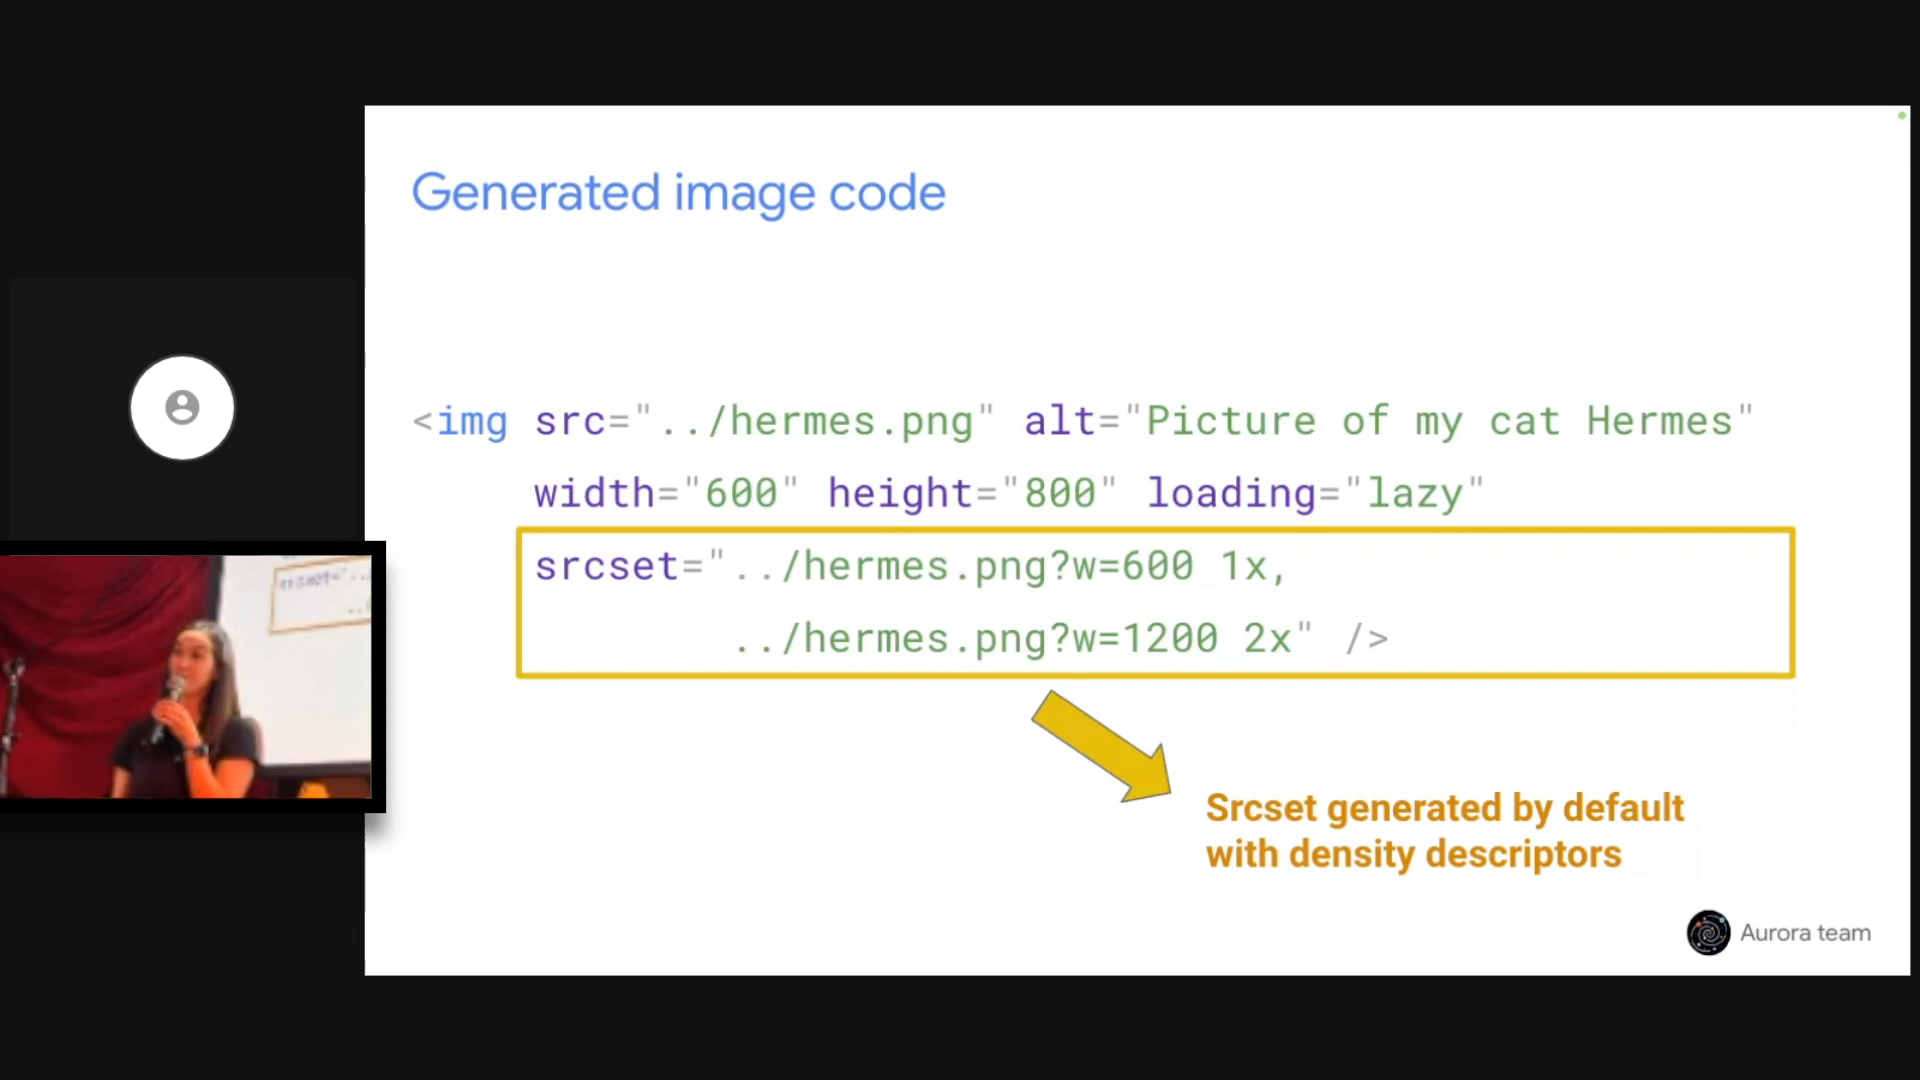 Generated image code
<img src="../hermes.png" alt="Picture of my cat Hermes"
width="600" height="800" loading="lazy"
srcset="../hermes.png?w=600 1x,
../hermes.png?w=1200 2x" />
Srcset generated by default
with density descriptors
Aurora team